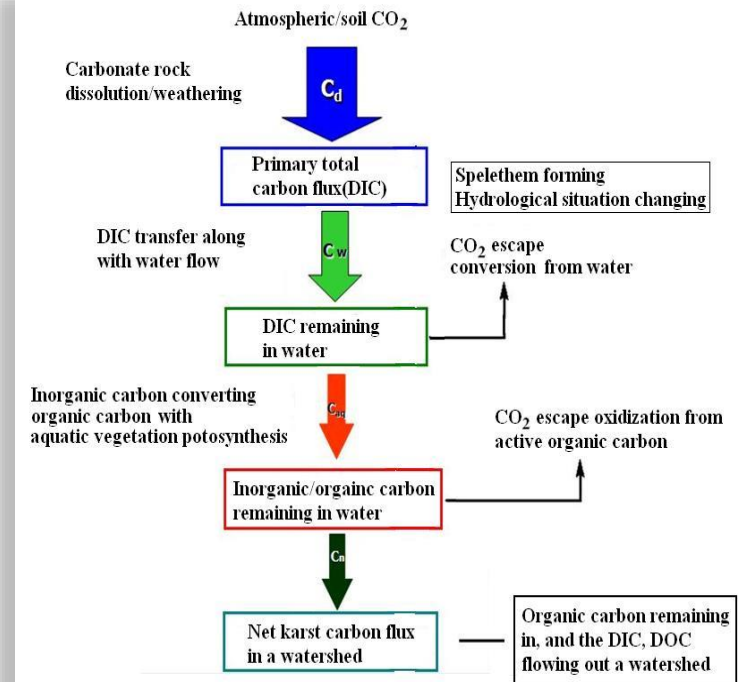 Atmospheric/soil CO₂
Carbonate rock
dissolution/weathering
Cd
Primary total
carbon flux(DIC)
Spelethem forming
Hydrological situation changing
DIC transfer along
with water flow
Cw
CO₂ escape
conversion from water
DIC remaining
in water
Inorganic carbon converting
organic carbon with
aquatic vegetation potosynthesis
Caq
CO₂ escape oxidization from
active organic carbon
Inorganic/orgainc carbon
remaining in water
Cn
Net karst carbon flux
in a watershed
Organic carbon remaining
in, and the DIC, DOC
flowing out a watershed